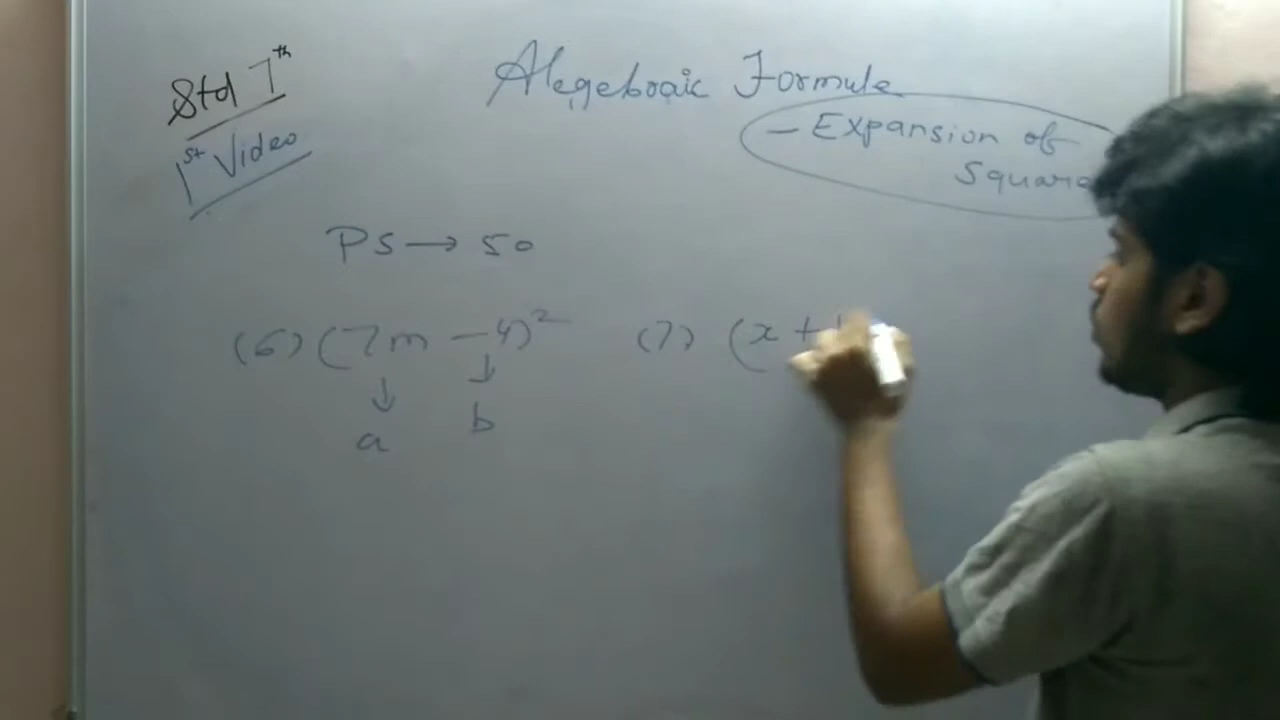 Std 7th
1st Video
Alegebraic Formule
- Expansion of
Square
PS → 50
(6) (7m - 4)²
(7) (x +
a
b